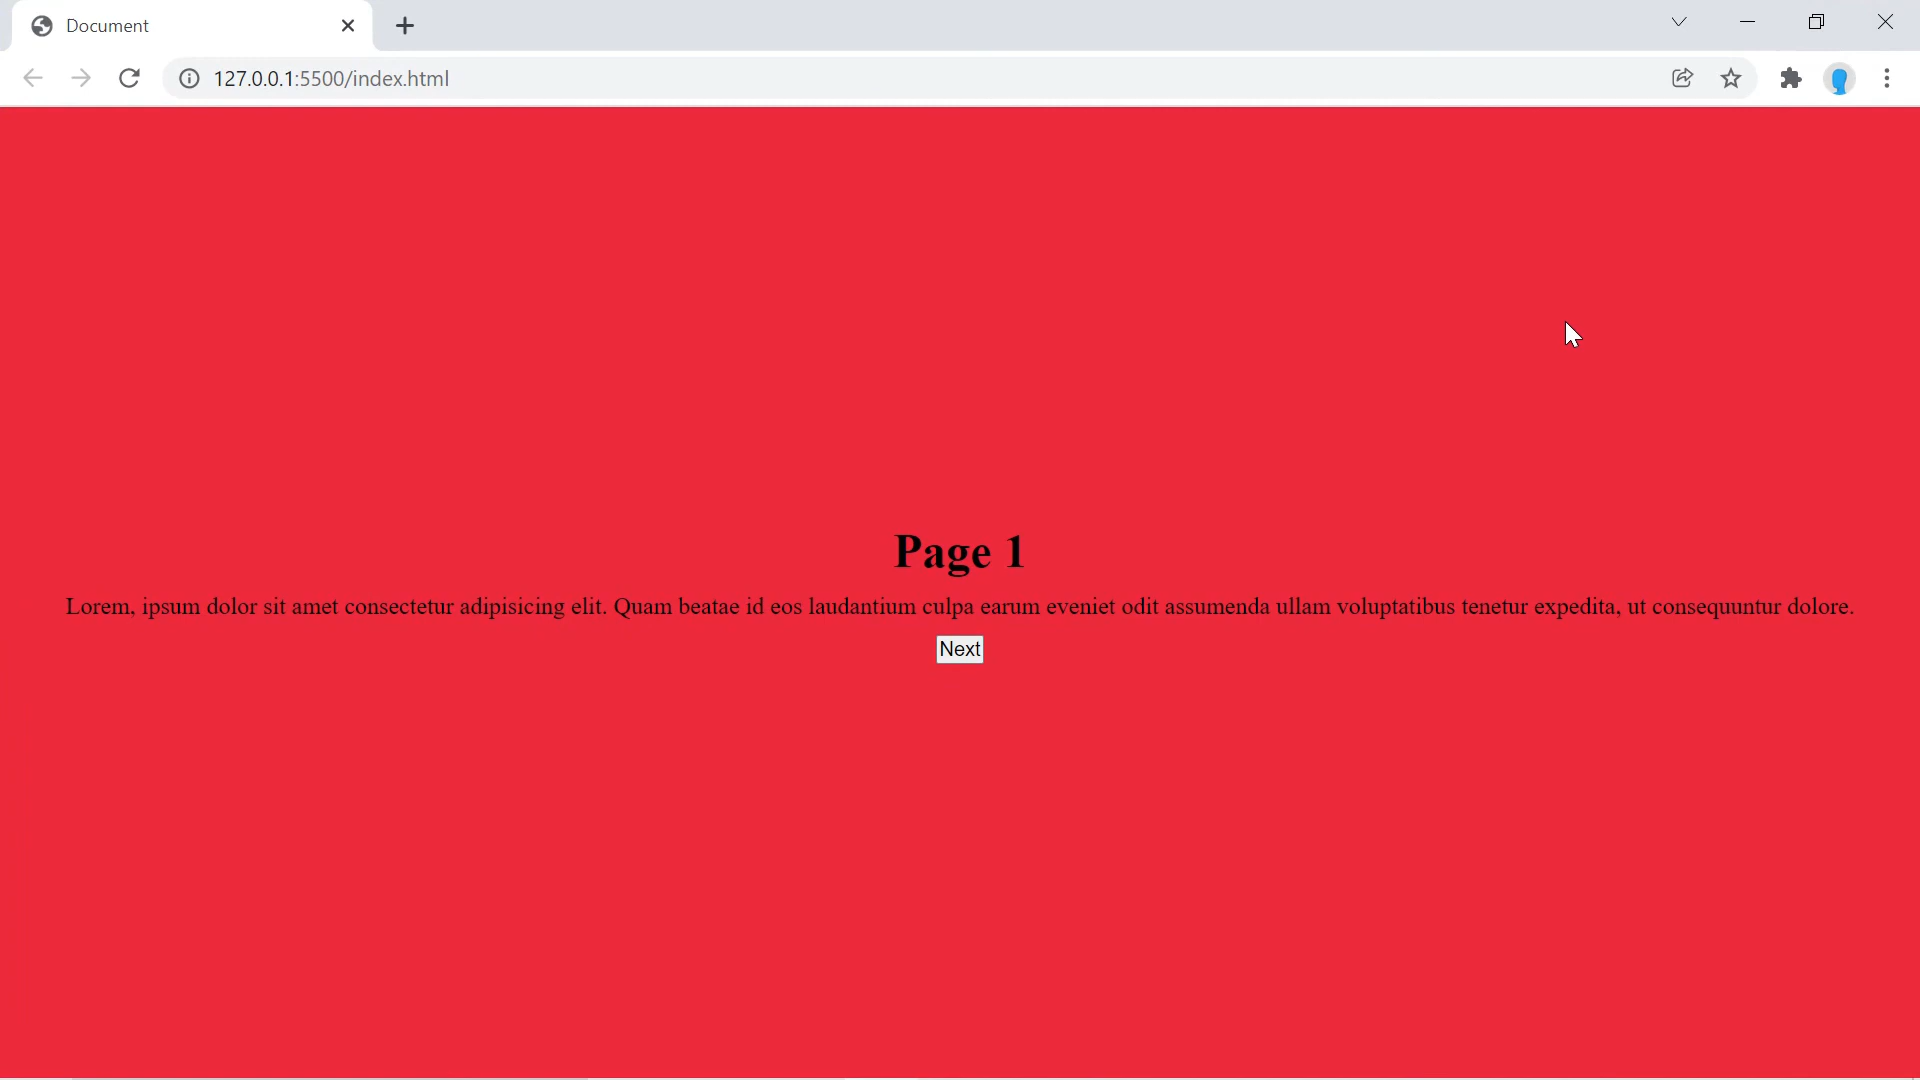 Document
127.0.0.1:5500/index.html
Page 1
Lorem, ipsum dolor sit amet consectetur adipisicing elit. Quam beatae id eos laudantium culpa earum eveniet odit assumenda ullam voluptatibus tenetur expedita, ut consequuntur dolore.
Next